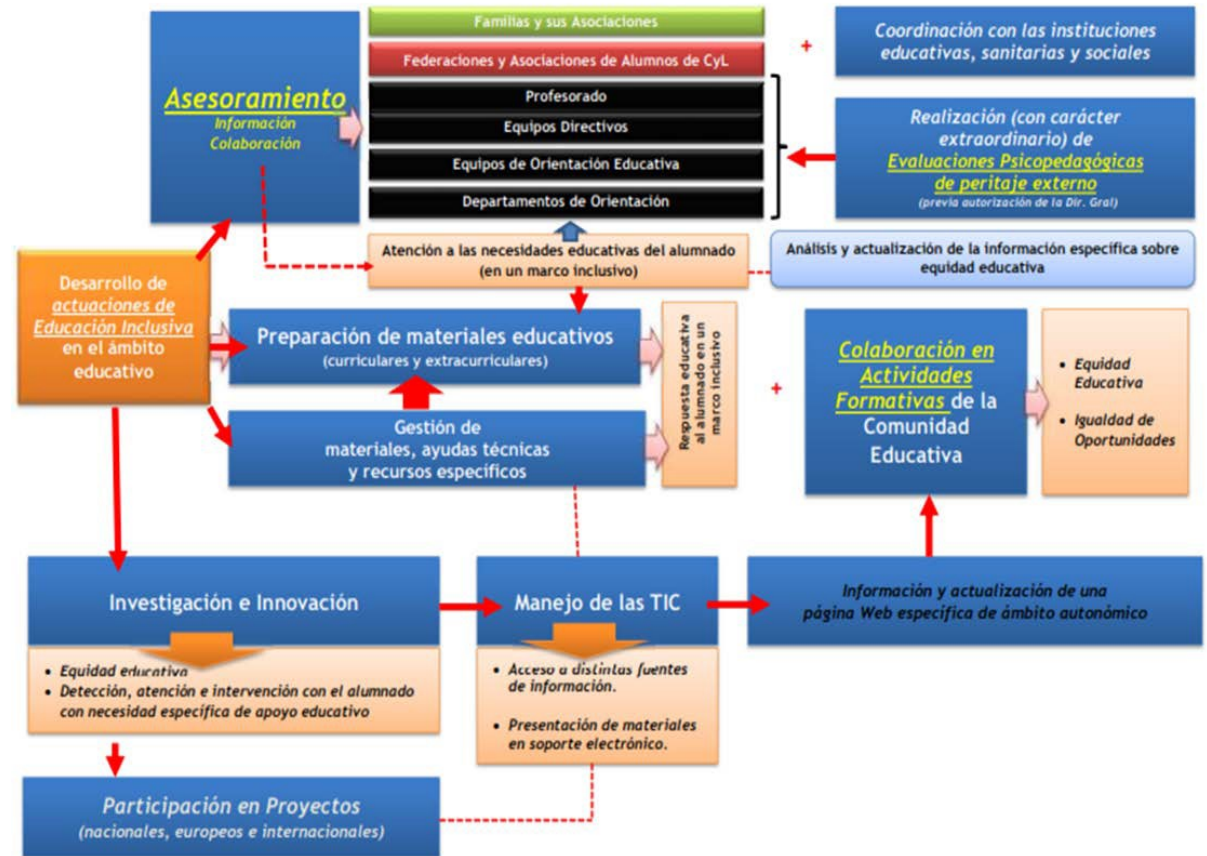 Familias y sus Asociaciones
Federaciones y Asociaciones de Alumnos de CyL
Profesorado
Equipos Directivos
Equipos de Orientación Educativa
Departamentos de Orientación
Asesoramiento
Información
Colaboración
+
Coordinación con las instituciones
educativas, sanitarias y sociales
Realización (con carácter
extraordinario) de
Evaluaciones Psicopedagógicas
de peritaje externo
(previa autorización de la Dir. Gral)
Atención a las necesidades educativas del alumnado
(en un marco inclusivo)
Análisis y actualización de la información específica sobre
equidad educativa
Desarrollo de
actuaciones de
Educación Inclusiva
en el ámbito
educativo
Preparación de materiales educativos
(curriculares y extracurriculares)
Gestión de
materiales, ayudas técnicas
y recursos específicos
Respuesta educativa
al alumnado en un
marco inclusivo
+
Colaboración en
Actividades
Formativas de la
Comunidad
Educativa
• Equidad
Educativa
• Igualdad de
Oportunidades
Investigación e Innovación
• Equidad educativa
• Detección, atención e intervención con el alumnado
con necesidad específica de apoyo educativo
Manejo de las TIC
• Acceso a distintas fuentes
de información.
• Presentación de materiales
en soporte electrónico.
Información y actualización de una
página Web específica de ámbito autonómico
Participación en Proyectos
(nacionales, europeos e internacionales)